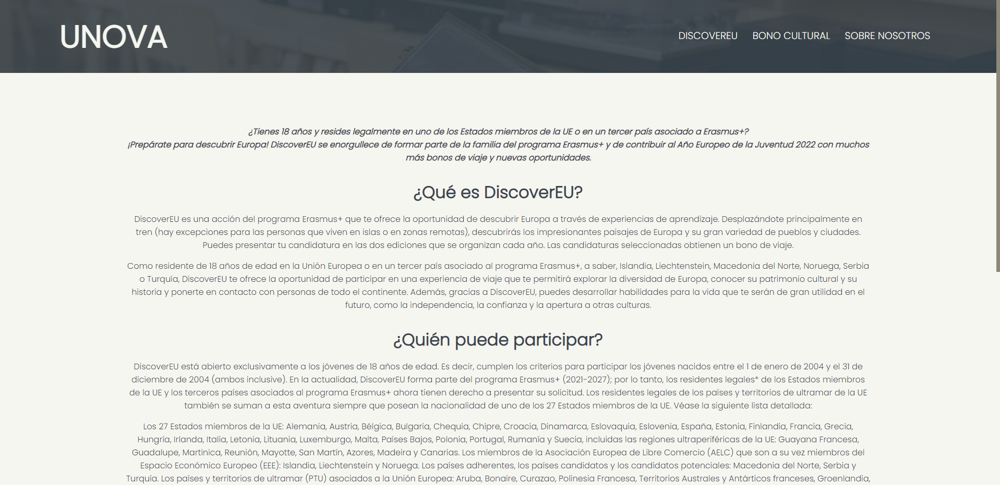 UNOVA
DISCOVEREU BONO CULTURAL SOBRE NOSOTROS
¿Tienes 18 años y resides legalmente en uno de los Estados miembros de la UE o en un tercer país asociado a Erasmus+?
¡Prepárate para descubrir Europa! DiscoverEU se enorgullece de formar parte de la familia del programa Erasmus+ y de contribuir al Año Europeo de la Juventud 2022 con muchos
más bonos de viaje y nuevas oportunidades.
¿Qué es DiscoverEU?
DiscoverEU es una acción del programa Erasmus+ que te ofrece la oportunidad de descubrir Europa a través de experiencias de aprendizaje. Desplazándote principalmente en
tren (hay excepciones para las personas que viven en islas o en zonas remotas), descubrirás los impresionantes paisajes de Europa y su gran variedad de pueblos y ciudades.
Puedes presentar tu candidatura en las dos ediciones que se organizan cada año. Las candidaturas seleccionadas obtienen un bono de viaje.
Como residente de 18 años de edad en la Unión Europea o en un tercer país asociado al programa Erasmus+, a saber, Islandia, Liechtenstein, Macedonia del Norte, Noruega, Serbia
o Turquía, DiscoverEU te ofrece la oportunidad de participar en una experiencia de viaje que te permitirá explorar la diversidad de Europa, conocer su patrimonio cultural y su
historia y ponerte en contacto con personas de todo el continente. Además, gracias a DiscoverEU, puedes desarrollar habilidades para la vida que te serán de gran utilidad en el
futuro, como la independencia, la confianza y la apertura a otras culturas.
¿Quién puede participar?
DiscoverEU está abierto exclusivamente a los jóvenes de 18 años de edad. Es decir, cumplen los criterios para participar los jóvenes nacidos entre el 1 de enero de 2004 y el 31 de
diciembre de 2004 (ambos inclusive). En la actualidad, DiscoverEU forma parte del programa Erasmus+ (2021-2027); por lo tanto, los residentes legales* de los Estados miembros
de la UE y los terceros países asociados al programa Erasmus+ ahora tienen derecho a presentar su solicitud. Los residentes legales de los países y territorios de ultramar de la UE
también se suman a esta aventura siempre que posean la nacionalidad de uno de los 27 Estados miembros de la UE. Véase la siguiente lista detallada:
Los 27 Estados miembros de la UE: Alemania, Austria, Bélgica, Bulgaria, Chequia, Chipre, Croacia, Dinamarca, Eslovaquia, Eslovenia, España, Estonia, Finlandia, Francia, Grecia,
Hungría, Irlanda, Italia, Letonia, Lituania, Luxemburgo, Malta, Países Bajos, Polonia, Portugal, Rumanía y Suecia, incluidas las regiones ultraperiféricas de la UE: Guayana Francesa,
Guadalupe, Martinica, Reunión, Mayotte, San Martín, Azores, Madeira y Canarias. Los miembros de la Asociación Europea de Libre Comercio (AELC) que son a su vez miembros del
Espacio Económico Europeo (EEE): Islandia, Liechtenstein y Noruega. Los países adherentes, los países candidatos y los candidatos potenciales: Macedonia del Norte, Serbia y
Turquía. Los países y territorios de ultramar (PTU) asociados a la Unión Europea: Aruba, Bonaire, Curazao, Polinesia Francesa, Territorios Australes y Antárticos franceses, Groenlandia,